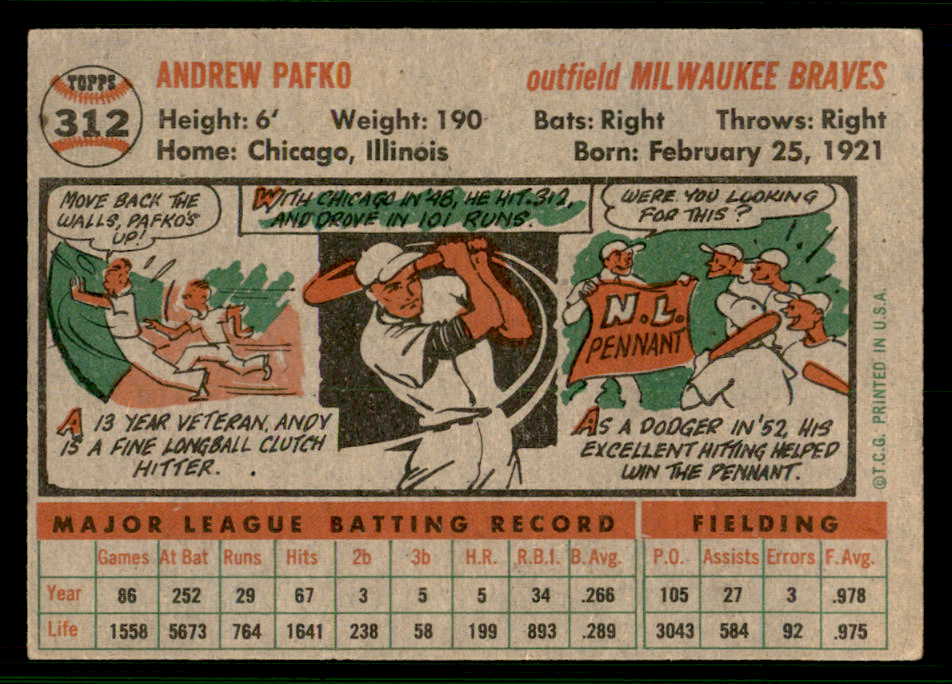 TOPPS
312
ANDREW PAFKO
outfield MILWAUKEE BRAVES
Height: 6' Weight: 190 Bats: Right Throws: Right
Home: Chicago, Illinois Born: February 25, 1921
MOVE BACK THE
WALLS, PAFKO'S
UP!
WITH CHICAGO IN '48, HE HIT .312,
AND DROVE IN 101 RUNS.
WERE YOU LOOKING
FOR THIS?
N.L.
PENNANT
A 13 YEAR VETERAN, ANDY
IS A FINE LONGBALL CLUTCH
HITTER.
AS A DODGER IN '52, HIS
EXCELLENT HITTING HELPED
WIN THE PENNANT.
©T.C.G. PRINTED IN U.S.A.
MAJOR LEAGUE BATTING RECORD FIELDING
Games At Bat Runs Hits 2b 3b H.R. R.B.I. B. Avg. P.O. Assists Errors F. Avg.
Year 86 252 29 67 3 5 5 34 .266 105 27 3 .978
Life 1558 5673 764 1641 238 58 199 893 .289 3043 584 92 .975